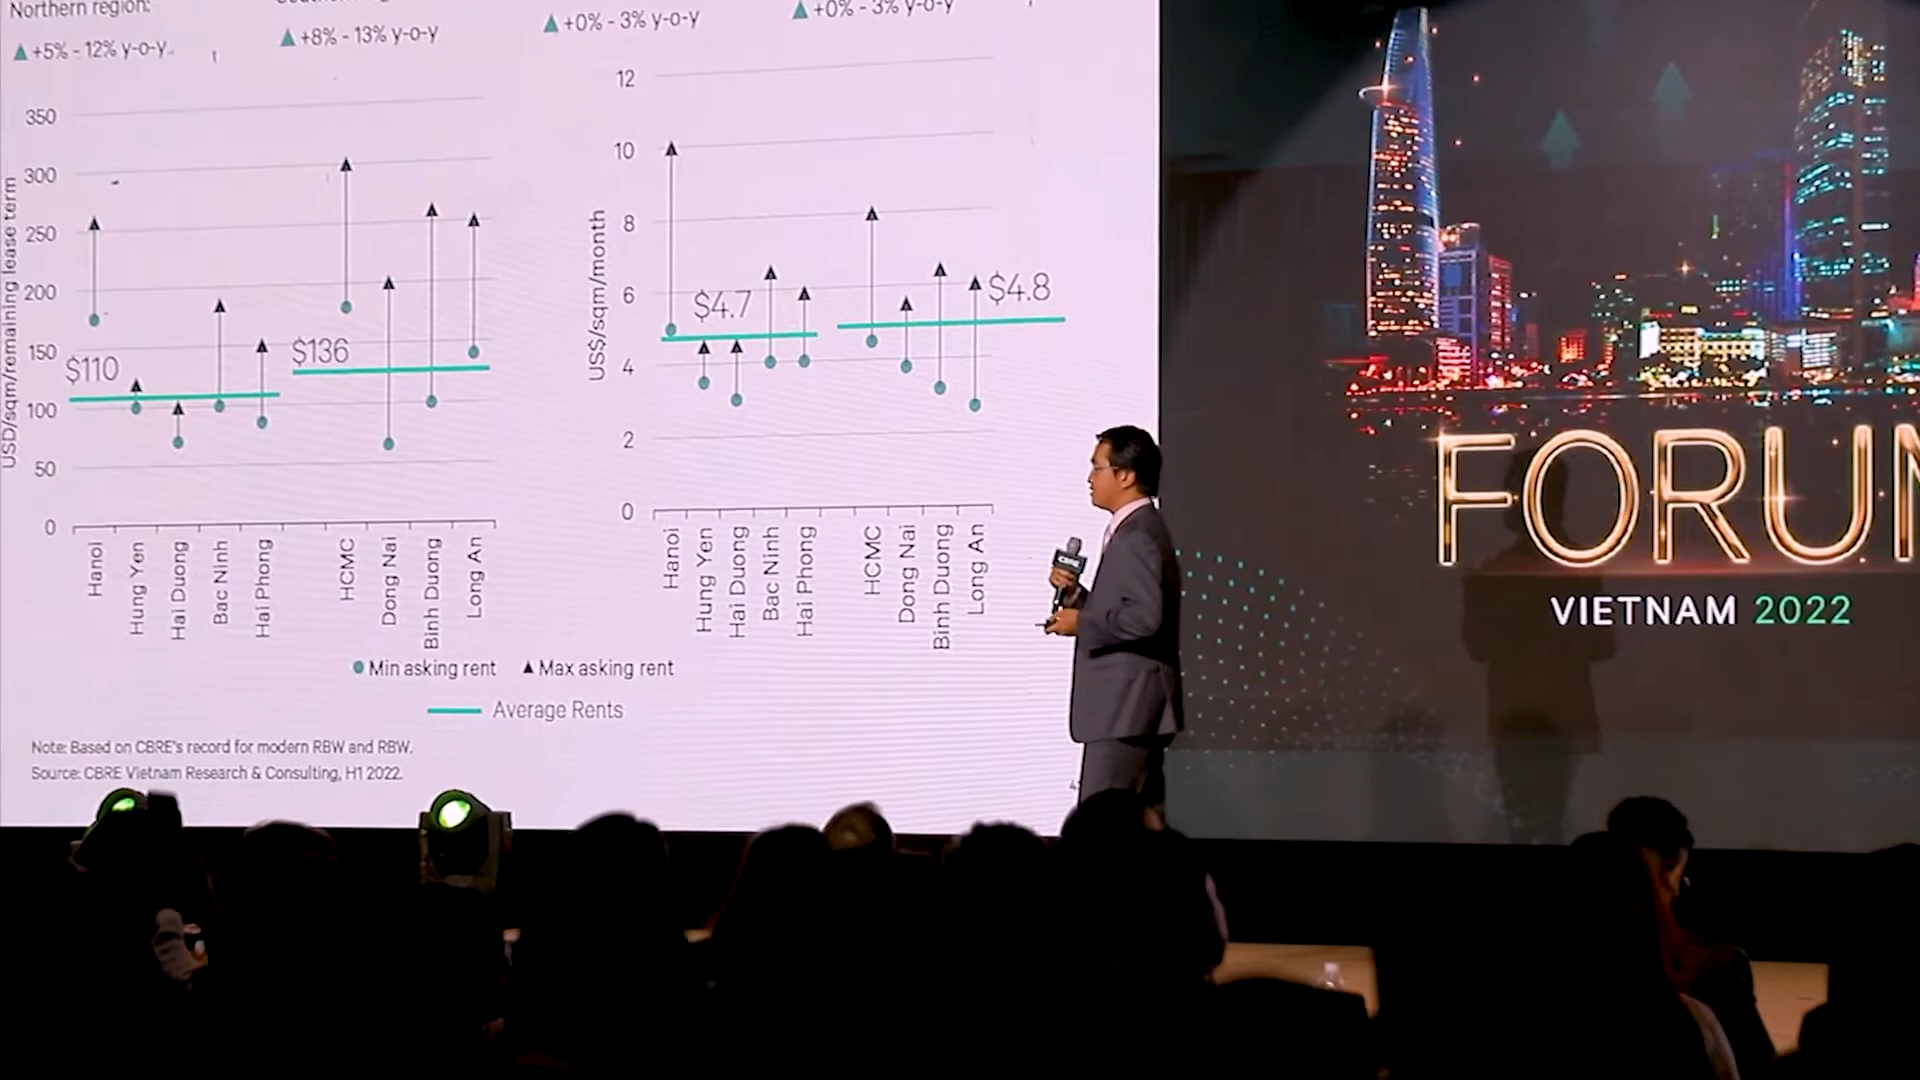 Northern region:
+5% - 12% y-o-y
+8% - 13% y-o-y
+0% - 3% y-o-y
+0% - 3% y-o-y
USD/sqm/remaining lease term
350
300
250
200
150
100
50
0
$110
$136
Hanoi
Hung Yen
Hai Duong
Bac Ninh
Hai Phong
HCMC
Dong Nai
Binh Duong
Long An
US$/sqm/month
12
10
8
6
4
2
0
$4.7
$4.8
Hanoi
Hung Yen
Hai Duong
Bac Ninh
Hai Phong
HCMC
Dong Nai
Binh Duong
Long An
Min asking rent
Max asking rent
Average Rents
Note: Based on CBRE's record for modern RBW and RBW.
Source: CBRE Vietnam Research & Consulting, H1 2022.
CBRE
FORUM
VIETNAM 2022